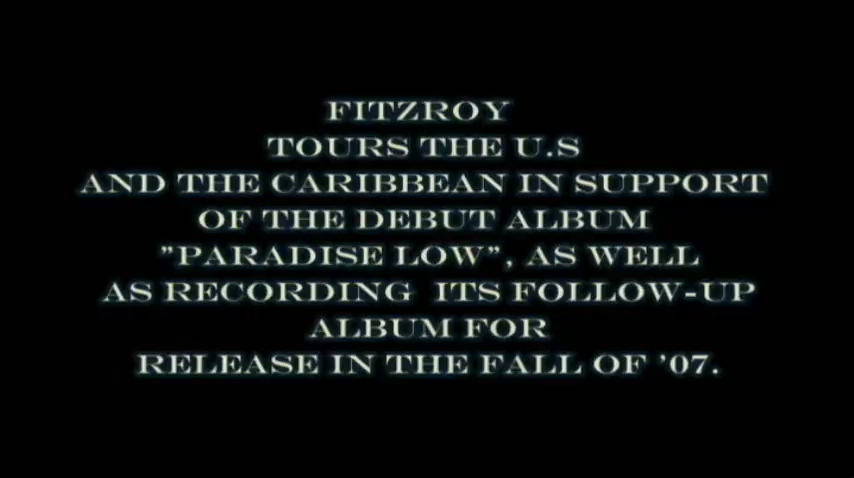 FITZROY
TOURS THE U.S
AND THE CARIBBEAN IN SUPPORT
OF THE DEBUT ALBUM
"PARADISE LOW", AS WELL
AS RECORDING ITS FOLLOW-UP
ALBUM FOR
RELEASE IN THE FALL OF '07.